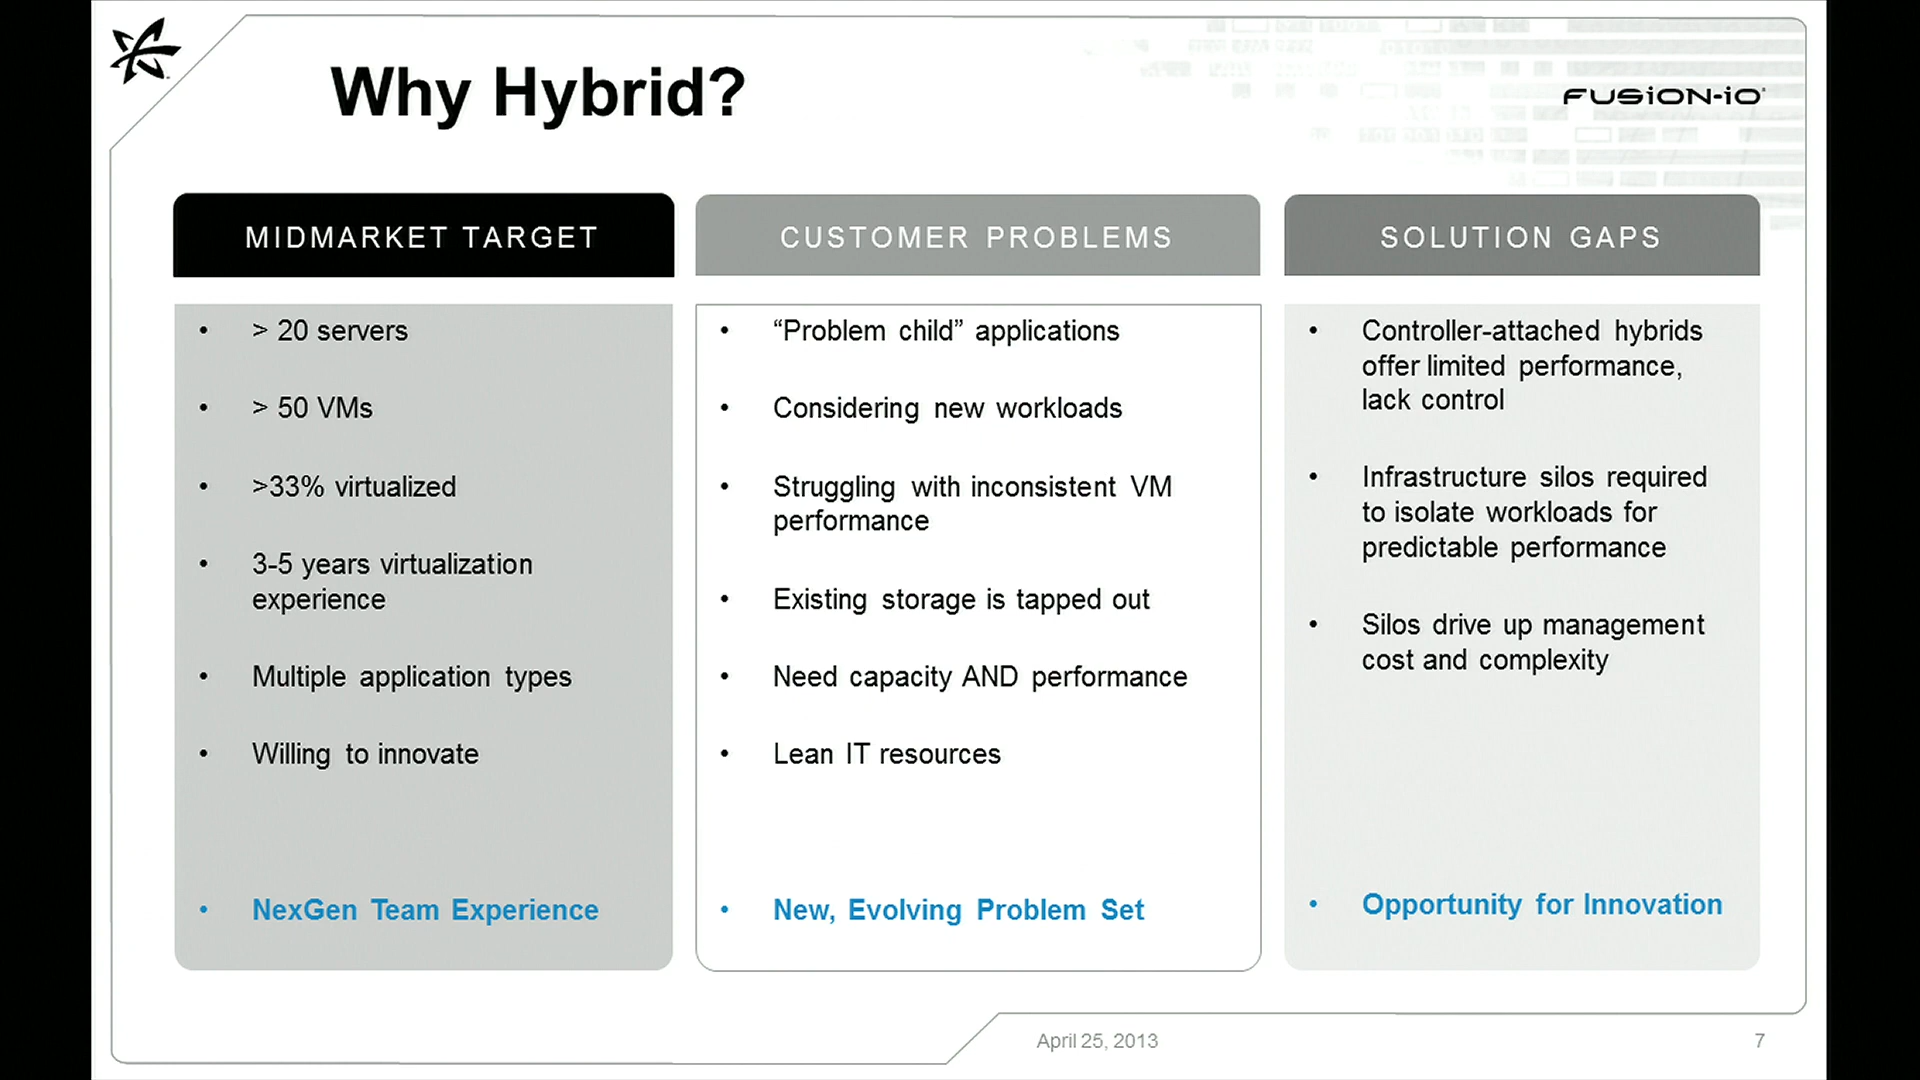 Why Hybrid?
FUSiON-iO
MIDMARKET TARGET
• > 20 servers
• > 50 VMs
• >33% virtualized
• 3-5 years virtualization
experience
• Multiple application types
• Willing to innovate
• NexGen Team Experience
CUSTOMER PROBLEMS
• “Problem child” applications
• Considering new workloads
• Struggling with inconsistent VM
performance
• Existing storage is tapped out
• Need capacity AND performance
• Lean IT resources
• New, Evolving Problem Set
SOLUTION GAPS
• Controller-attached hybrids
offer limited performance,
lack control
• Infrastructure silos required
to isolate workloads for
predictable performance
• Silos drive up management
cost and complexity
• Opportunity for Innovation
April 25, 2013
7